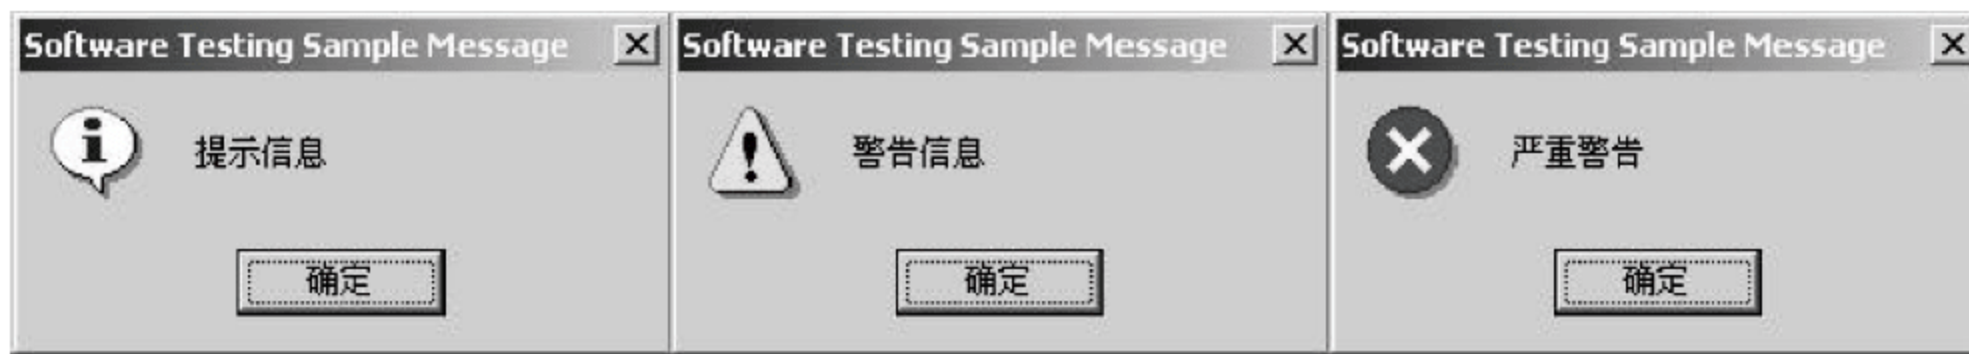 Software Testing Sample Message
提示信息
确定
Software Testing Sample Message
警告信息
确定
Software Testing Sample Message
严重警告
确定